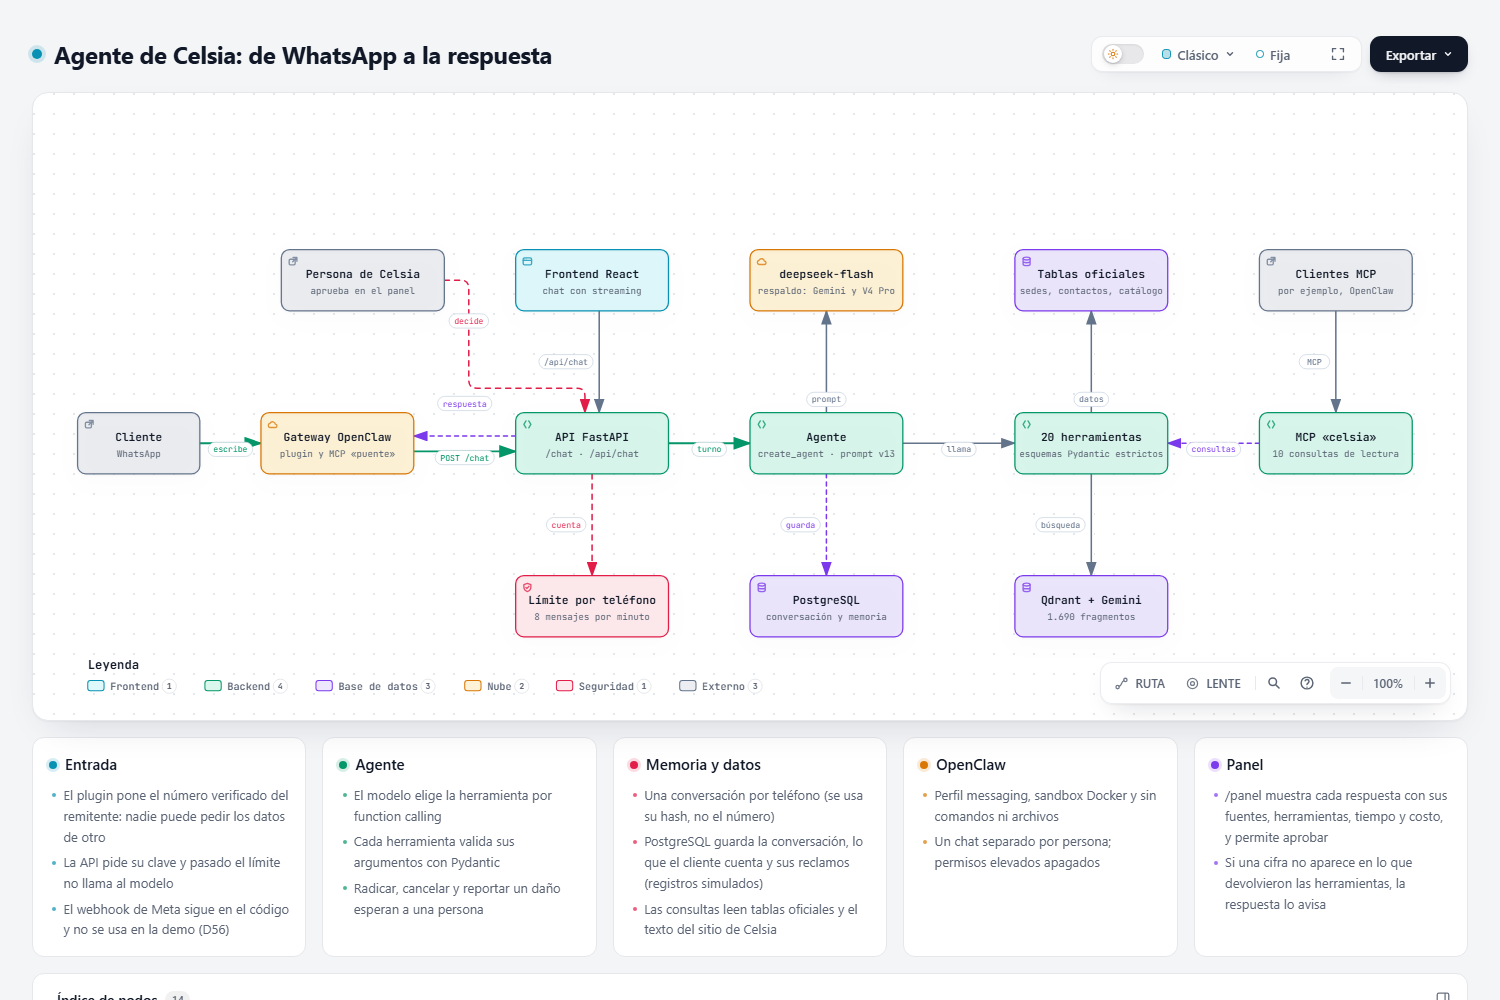 Agente de Celsia: de WhatsApp a la respuesta
Clásico
Fija
Exportar
Persona de Celsia
aprueba en el panel
Frontend React
chat con streaming
deepseek-flash
respaldo: Gemini y V4 Pro
Tablas oficiales
sedes, contactos, catálogo
Clientes MCP
por ejemplo, OpenClaw
decide
/api/chat
MCP
respuesta
prompt
datos
Cliente
WhatsApp
escribe
Gateway OpenClaw
plugin y MCP «puente»
POST /chat
API FastAPI
/chat · /api/chat
turno
Agente
create_agent · prompt v13
llama
20 herramientas
esquemas Pydantic estrictos
consultas
MCP «celsia»
10 consultas de lectura
cuenta
guarda
búsqueda
Límite por teléfono
8 mensajes por minuto
PostgreSQL
conversación y memoria
Qdrant + Gemini
1.690 fragmentos
Leyenda
Frontend 1
Backend 4
Base de datos 3
Nube 2
Seguridad 1
Externo 3
RUTA
LENTE
100%
Entrada
El plugin pone el número verificado del
remitente: nadie puede pedir los datos
de otro
La API pide su clave y pasado el límite
no llama al modelo
El webhook de Meta sigue en el código
y no se usa en la demo (D56)
Agente
El modelo elige la herramienta por
function calling
Cada herramienta valida sus
argumentos con Pydantic
Radicar, cancelar y reportar un daño
esperan a una persona
Memoria y datos
Una conversación por teléfono (se usa
su hash, no el número)
PostgreSQL guarda la conversación, lo
que el cliente cuenta y sus reclamos
(registros simulados)
Las consultas leen tablas oficiales y el
texto del sitio de Celsia
OpenClaw
Perfil messaging, sandbox Docker y sin
comandos ni archivos
Un chat separado por persona;
permisos elevados apagados
Panel
/panel muestra cada respuesta con sus
fuentes, herramientas, tiempo y costo,
y permite aprobar
Si una cifra no aparece en lo que
devolvieron las herramientas, la
respuesta lo avisa
Índice de nodos 14